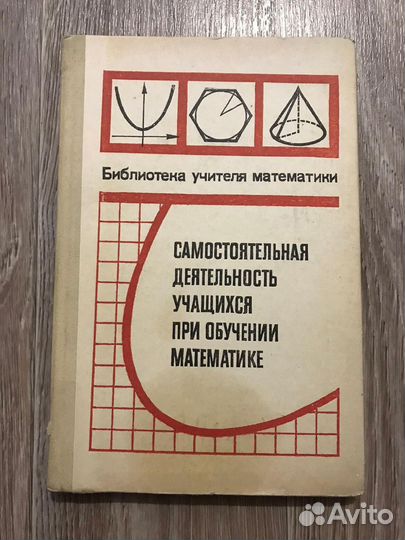 Библиотека учителя математики
САМОСТОЯТЕЛЬНАЯ
ДЕЯТЕЛЬНОСТЬ
УЧАЩИХСЯ
ПРИ ОБУЧЕНИИ
МАТЕМАТИКЕ
Avito